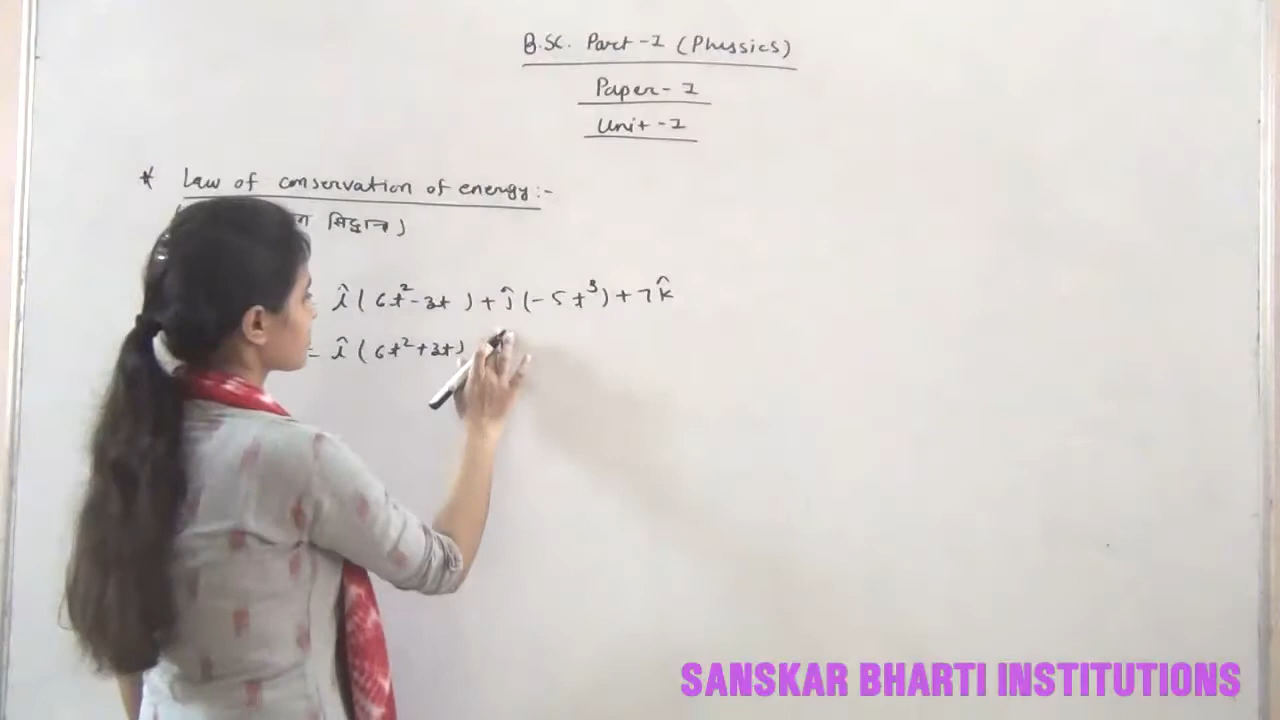 B.SC. Part-I (Physics)
Paper-I
Unit-I
* Law of conservation of energy:-
सिद्धान्त)
î(6t²-3t)+ĵ(-5t³)+7k̂
= î(6t²+3t)
SANSKAR BHARTI INSTITUTIONS